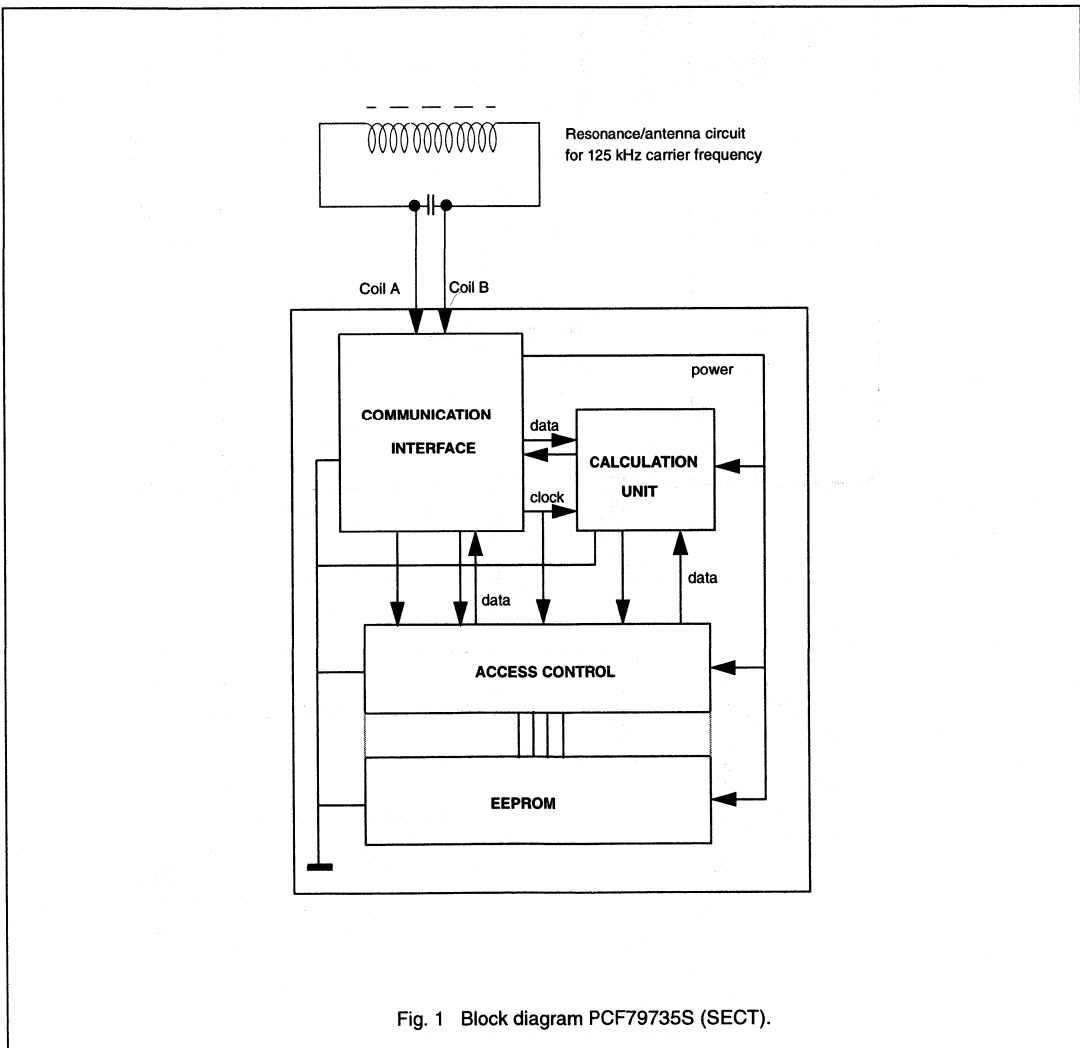 Resonance/antenna circuit
for 125 kHz carrier frequency
Coil A
Coil B
power
COMMUNICATION
INTERFACE
data
CALCULATION
UNIT
clock
data
data
ACCESS CONTROL
EEPROM
Fig. 1 Block diagram PCF79735S (SECT).